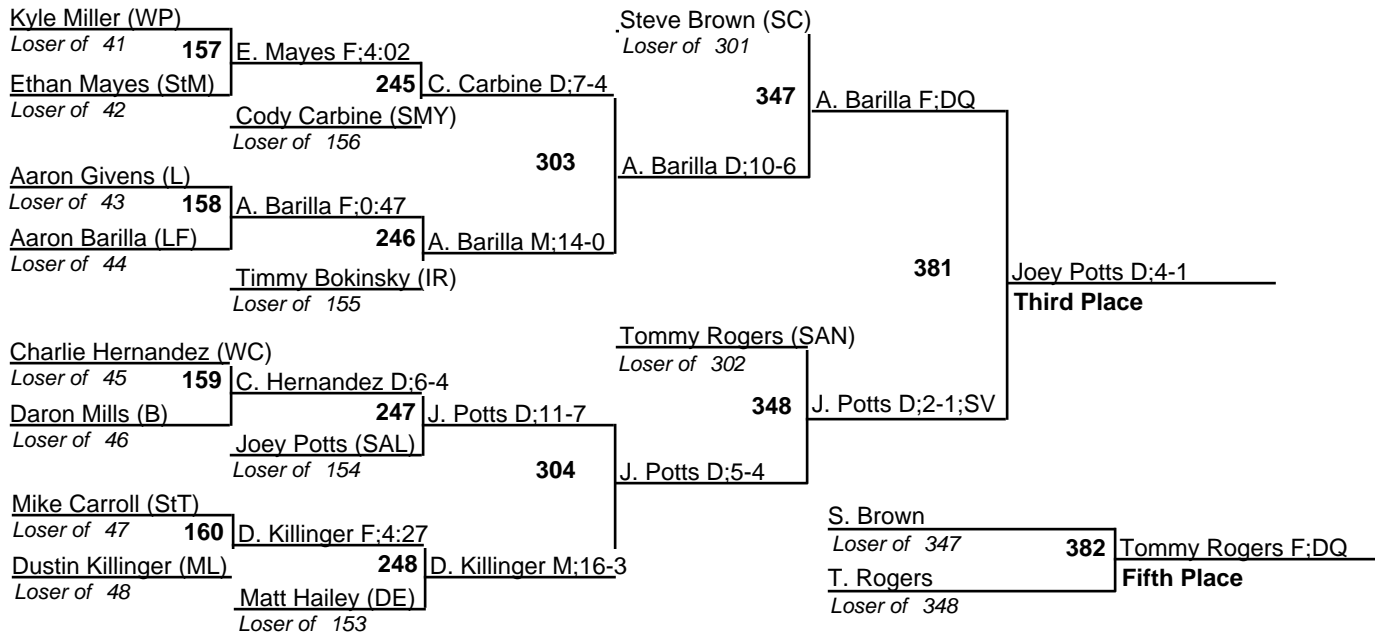 Kyle Miller (WP)
Loser of 41
157
E. Mayes F;4:02
Ethan Mayes (StM)
Loser of 42
245
C. Carbine D;7-4
Cody Carbine (SMY)
Loser of 156
Aaron Givens (L)
Loser of 43
158
A. Barilla F;0:47
Aaron Barilla (LF)
Loser of 44
246
A. Barilla M;14-0
Timmy Bokinsky (IR)
Loser of 155
303
A. Barilla D;10-6
Steve Brown (SC)
Loser of 301
347
A. Barilla F;DQ
Charlie Hernandez (WC)
Loser of 45
159
C. Hernandez D;6-4
Daron Mills (B)
Loser of 46
247
J. Potts D;11-7
Joey Potts (SAL)
Loser of 154
Mike Carroll (StT)
Loser of 47
160
D. Killinger F;4:27
Dustin Killinger (ML)
Loser of 48
248
D. Killinger M;16-3
Matt Hailey (DE)
Loser of 153
304
J. Potts D;5-4
Tommy Rogers (SAN)
Loser of 302
348
J. Potts D;2-1;SV
381
Joey Potts D;4-1
Third Place
S. Brown
Loser of 347
382
Tommy Rogers F;DQ
T. Rogers
Loser of 348
Fifth Place